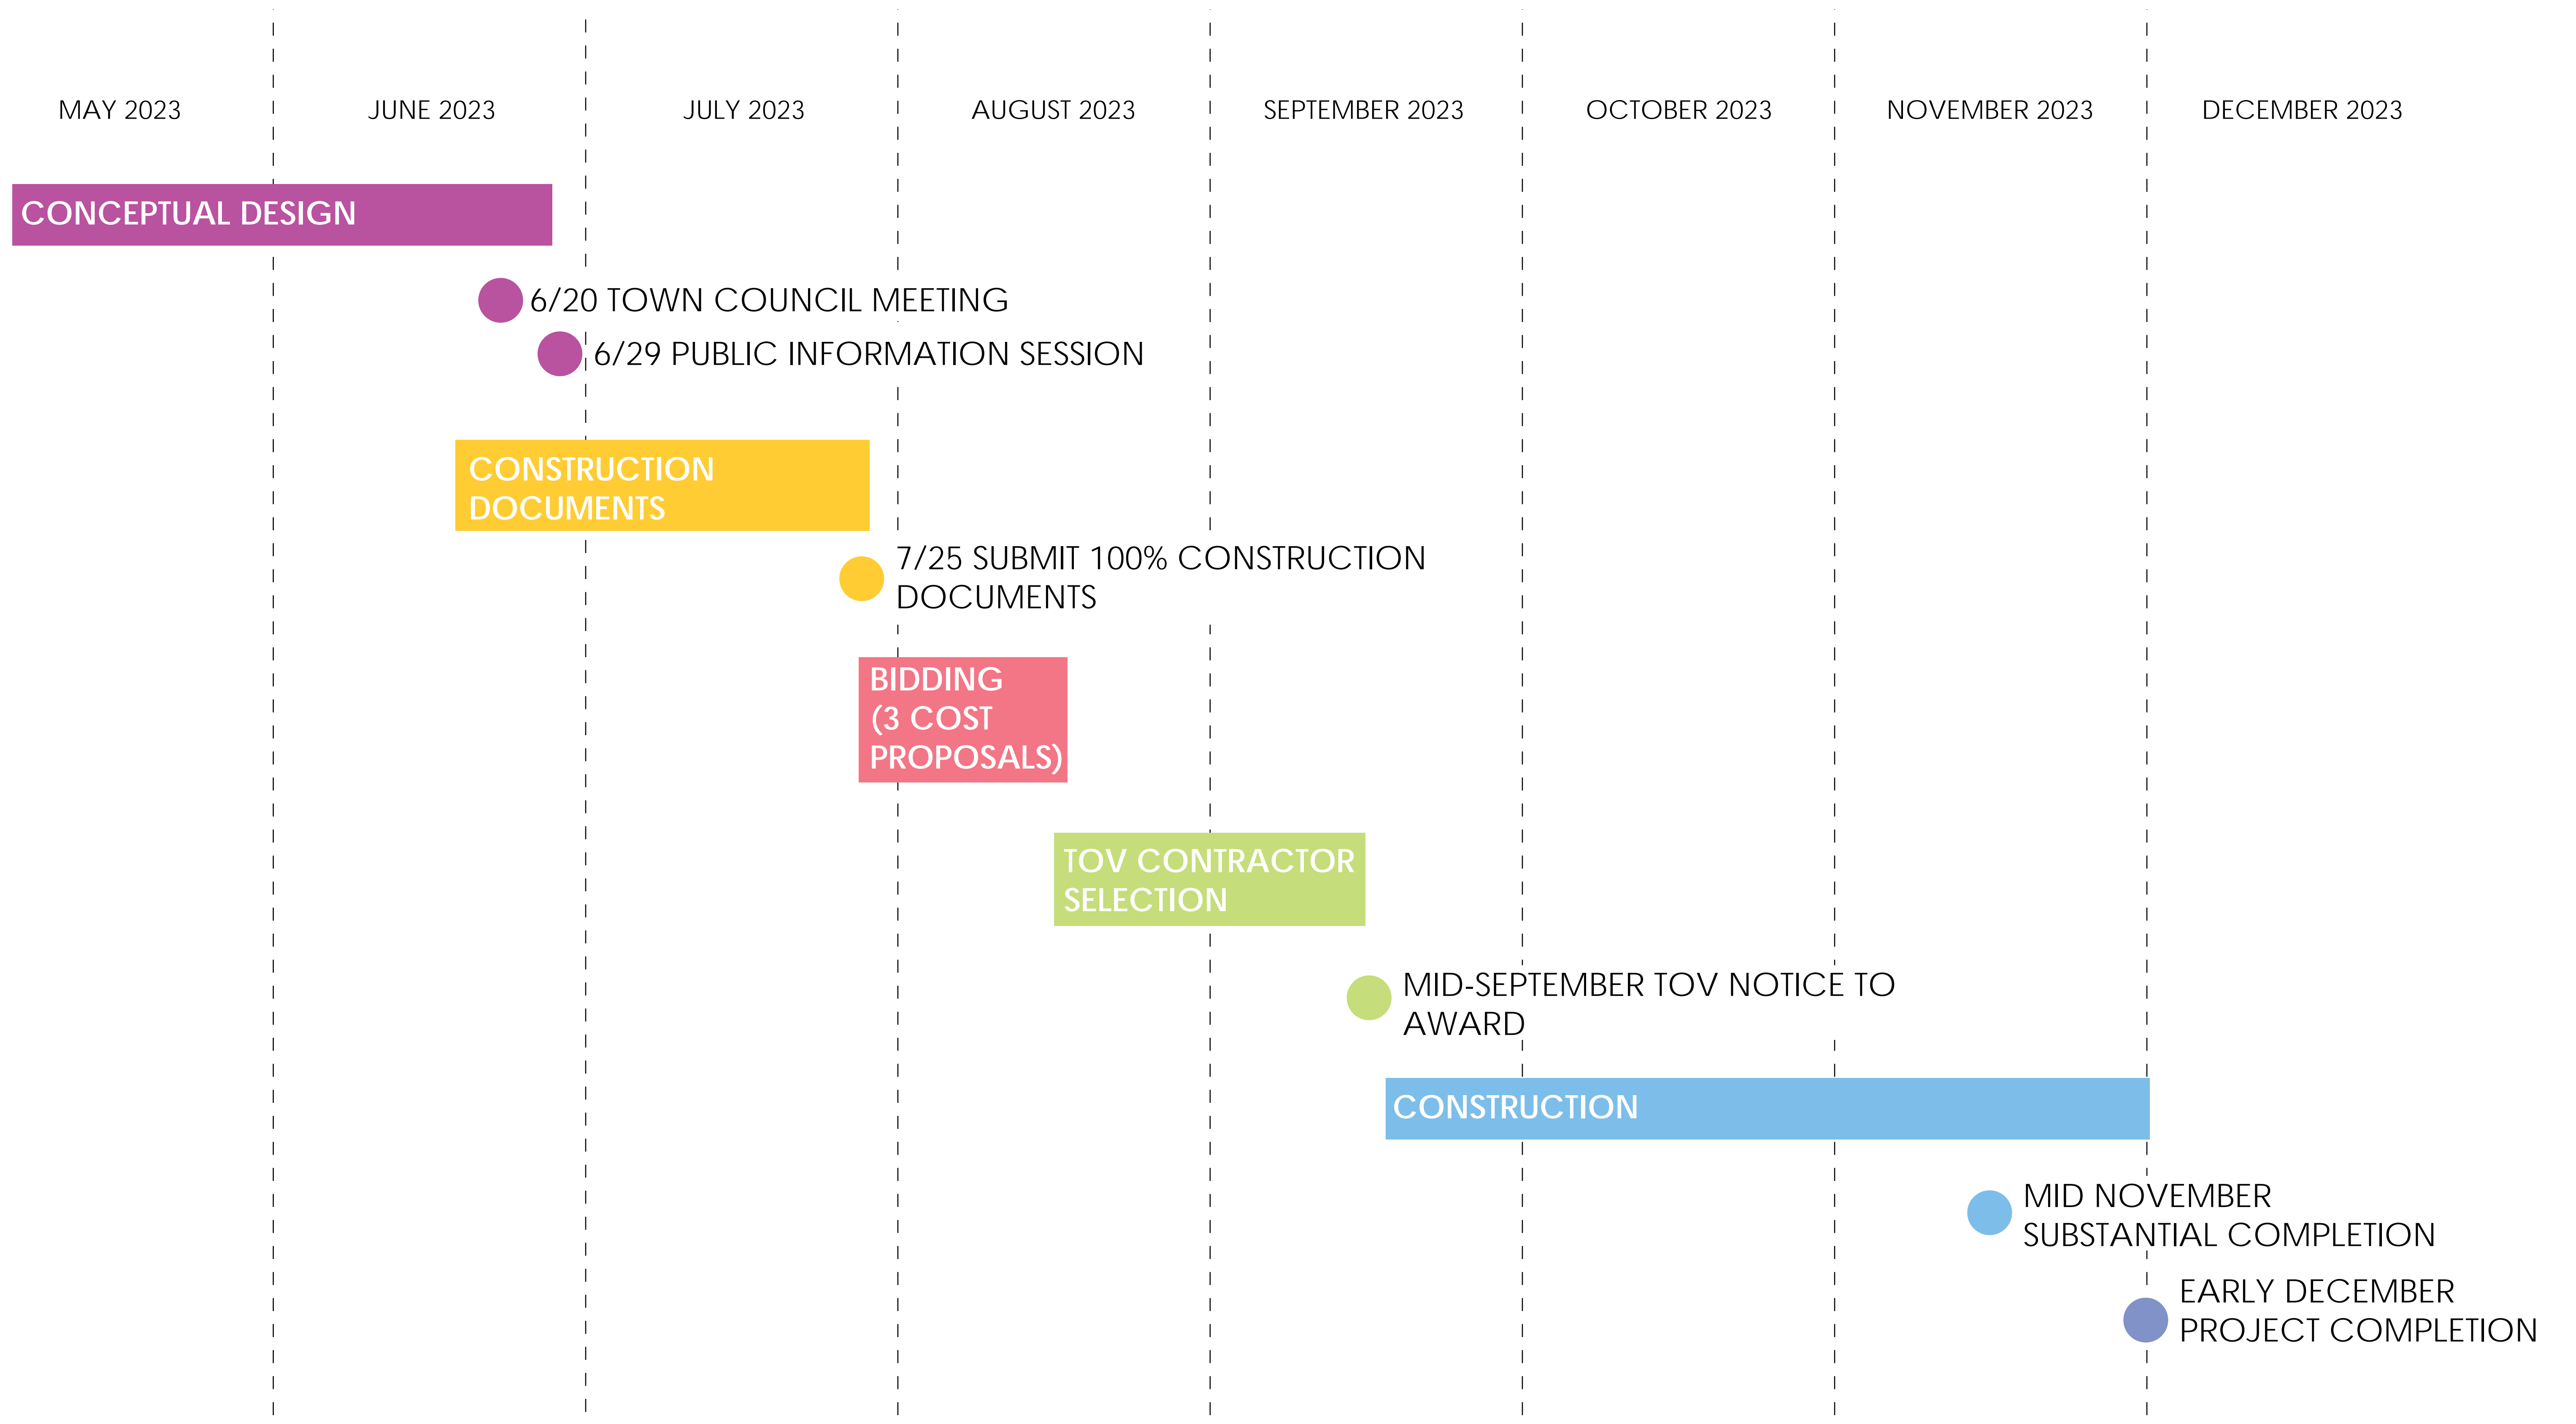 MAY 2023
JUNE 2023
JULY 2023
AUGUST 2023
SEPTEMBER 2023
OCTOBER 2023
NOVEMBER 2023
DECEMBER 2023
CONCEPTUAL DESIGN
6/20 TOWN COUNCIL MEETING
6/29 PUBLIC INFORMATION SESSION
CONSTRUCTION
DOCUMENTS
7/25 SUBMIT 100% CONSTRUCTION
DOCUMENTS
BIDDING
(3 COST
PROPOSALS)
TOV CONTRACTOR
SELECTION
MID-SEPTEMBER TOV NOTICE TO
AWARD
CONSTRUCTION
MID NOVEMBER
SUBSTANTIAL COMPLETION
EARLY DECEMBER
PROJECT COMPLETION